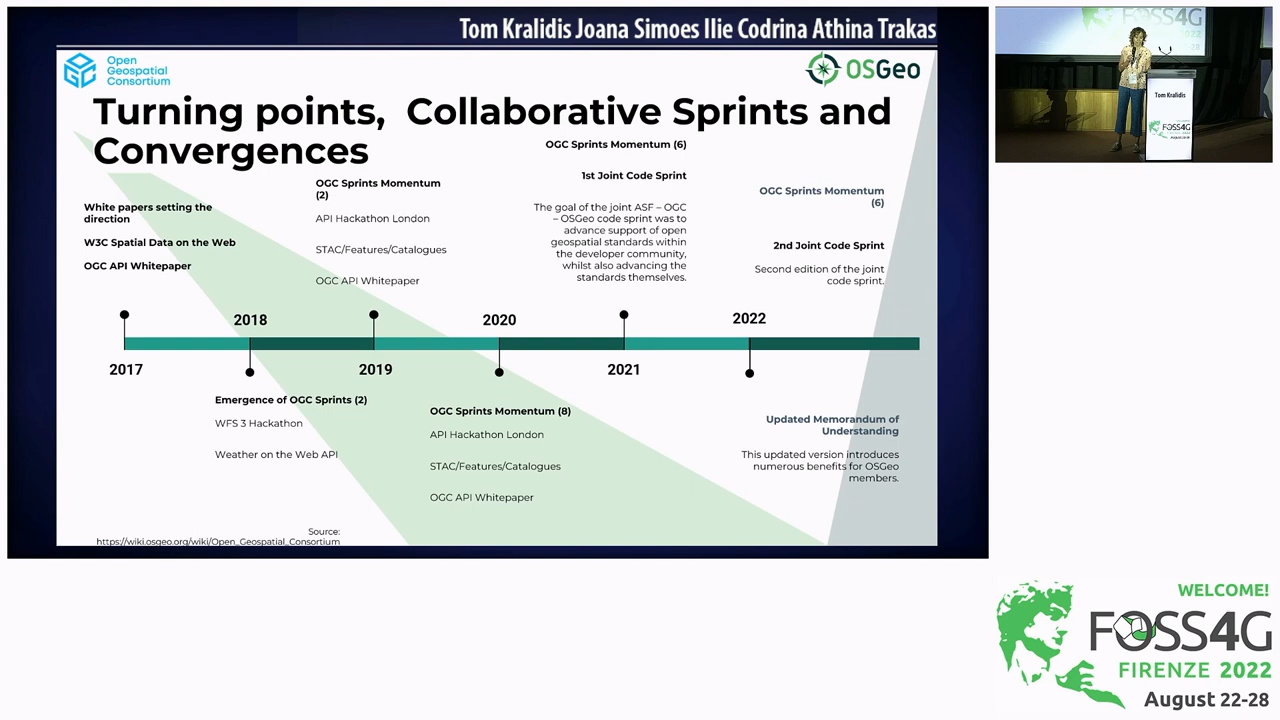 Tom Kralidis Joana Simoes Ilie Codrina Athina Trakas
Open
Geospatial
Consortium
OSGeo
Turning points, Collaborative Sprints and
Convergences
White papers setting the
direction
W3C Spatial Data on the Web
OGC API Whitepaper
OGC Sprints Momentum
(2)
API Hackathon London
STAC/Features/Catalogues
OGC API Whitepaper
OGC Sprints Momentum (6)
1st Joint Code Sprint
The goal of the joint ASF – OGC
– OSGeo code sprint was to
advance support of open
geospatial standards within
the developer community,
whilst also advancing the
standards themselves.
OGC Sprints Momentum
(6)
2nd Joint Code Sprint
Second edition of the joint
code sprint.
2017
2018
2019
2020
2021
2022
Emergence of OGC Sprints (2)
WFS 3 Hackathon
Weather on the Web API
OGC Sprints Momentum (8)
API Hackathon London
STAC/Features/Catalogues
OGC API Whitepaper
Updated Memorandum of
Understanding
This updated version introduces
numerous benefits for OSGeo
members.
Source:
https://wiki.osgeo.org/wiki/Open_Geospatial_Consortium
FOSS4G
2022
Tom Kralidis
FOSS4G
WELCOME!
FOSS4G
FIRENZE 2022
August 22-28